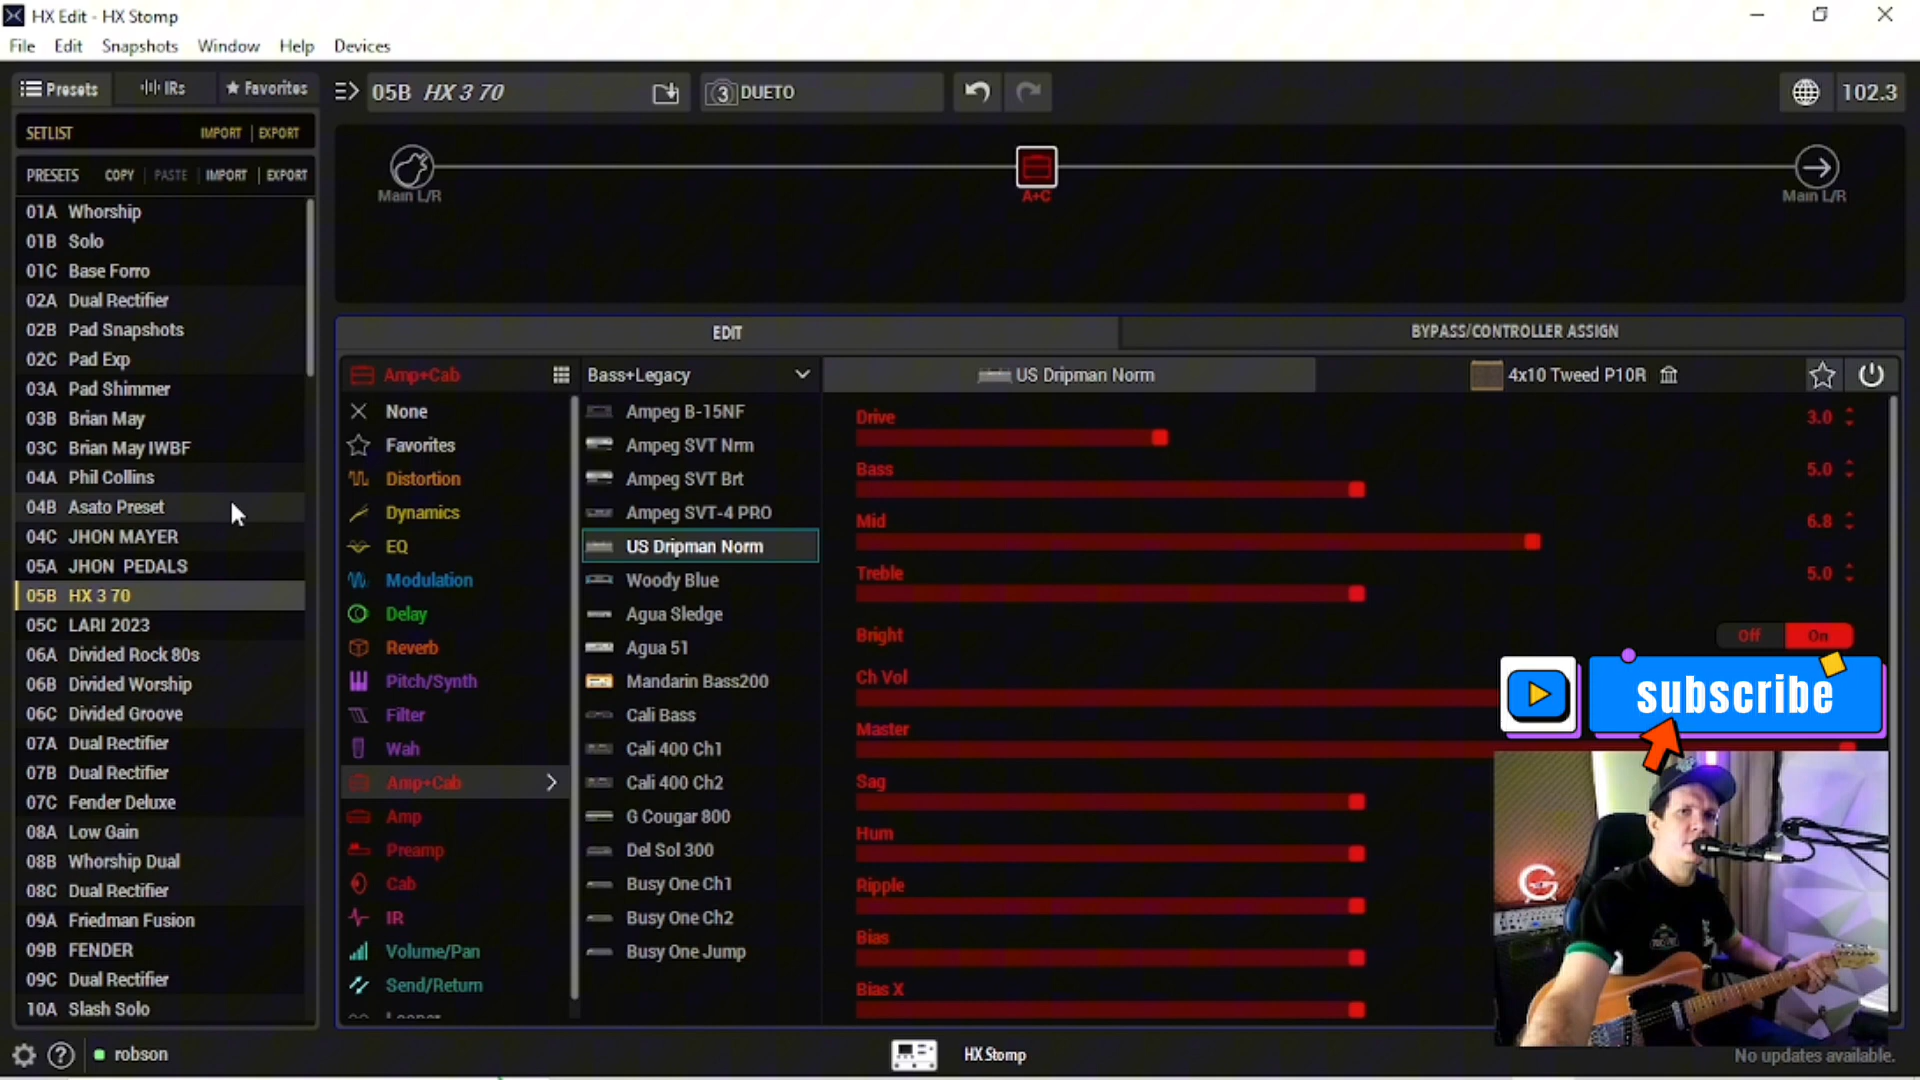 HX Edit - HX Stomp
File Edit Snapshots Window Help Devices
Presets IRs Favorites 05B HX 3 70 3 DUETO 102.3
SETLIST IMPORT EXPORT
PRESETS COPY PASTE IMPORT EXPORT
01A Whorship
01B Solo
01C Base Forro
02A Dual Rectifier
02B Pad Snapshots
02C Pad Exp
03A Pad Shimmer
03B Brian May
03C Brian May IWBF
04A Phil Collins
04B Asato Preset
04C JHON MAYER
05A JHON PEDALS
05B HX 3 70
05C LARI 2023
06A Divided Rock 80s
06B Divided Worship
06C Divided Groove
07A Dual Rectifier
07B Dual Rectifier
07C Fender Deluxe
08A Low Gain
08B Whorship Dual
08C Dual Rectifier
09A Friedman Fusion
09B FENDER
09C Dual Rectifier
10A Slash Solo
Main L/R A+C Main L/R
EDIT BYPASS/CONTROLLER ASSIGN
Amp+Cab Bass+Legacy US Dripman Norm 4x10 Tweed P10R
None
Favorites
Distortion
Dynamics
EQ
Modulation
Delay
Reverb
Pitch/Synth
Filter
Wah
Amp+Cab
Amp
Preamp
Cab
IR
Volume/Pan
Send/Return
Looper
Ampeg B-15NF
Ampeg SVT Nrm
Ampeg SVT Brt
Ampeg SVT-4 PRO
US Dripman Norm
Woody Blue
Agua Sledge
Agua 51
Mandarin Bass200
Cali Bass
Cali 400 Ch1
Cali 400 Ch2
G Cougar 800
Del Sol 300
Busy One Ch1
Busy One Ch2
Busy One Jump
Drive 3.0
Bass 5.0
Mid 6.8
Treble 5.0
Bright Off On
Ch Vol
Master
Sag
Hum
Ripple
Bias
Bias X
subscribe
G
robson HX Stomp No updates available.